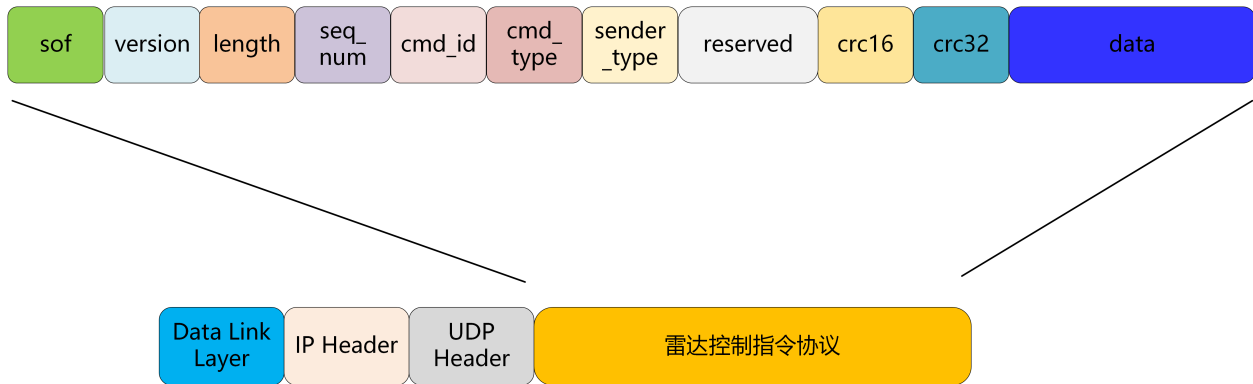 sof
version
length
seq_
num
cmd_id
cmd_
type
sender
_type
reserved
crc16
crc32
data
Data Link
Layer
IP Header
UDP
Header
雷达控制指令协议